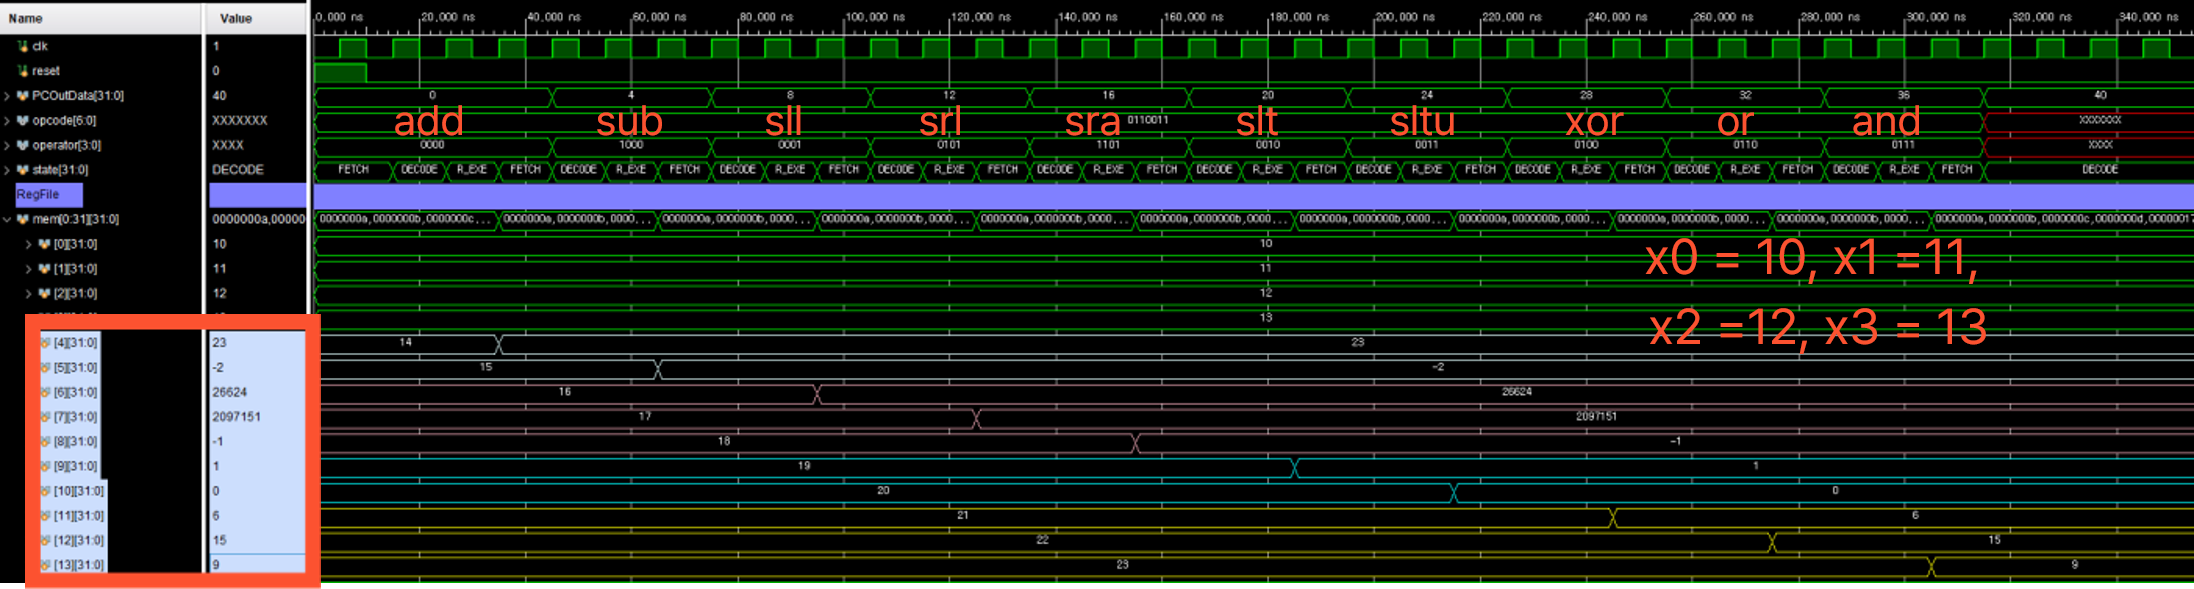 Name Value 0,000 ns 20,000 ns 40,000 ns 60,000 ns 80,000 ns 100,000 ns 120,000 ns 140,000 ns 160,000 ns 180,000 ns 200,000 ns 220,000 ns 240,000 ns 260,000 ns 280,000 ns 300,000 ns 320,000 ns 340,000 ns
clk 1
reset 0
PCOutData[31:0] 40 0 4 8 12 16 20 24 28 32 36 40
opcode[6:0] XXXXXXX 0110011 XXXXXXX
add sub sll srl sra slt sltu xor or and
operator[3:0] XXXX 0000 1000 0001 0101 1101 0010 0011 0100 0110 0111 XXXX
state[31:0] DECODE FETCH DECODE R_EXE FETCH DECODE R_EXE FETCH DECODE R_EXE FETCH DECODE R_EXE FETCH DECODE R_EXE FETCH DECODE R_EXE FETCH DECODE R_EXE FETCH DECODE R_EXE FETCH DECODE R_EXE FETCH DECODE R_EXE FETCH DECODE
RegFile
mem[0:31][31:0] 0000000a,00000 0000000a,0000000b,0000000c... 0000000a,0000000b,0000... 0000000a,0000000b,0000... 0000000a,0000000b,0000... 0000000a,0000000b,0000... 0000000a,0000000b,0000... 0000000a,0000000b,0000... 0000000a,0000000b,0000... 0000000a,0000000b,0000... 0000000a,0000000b,0000... 0000000a,0000000b,0000000c,0000000d,00000017
[0][31:0] 10 10
x0 = 10, x1 =11,
[1][31:0] 11 11
[2][31:0] 12 12
13
x2 =12, x3 = 13
[4][31:0] 23 14 23
[5][31:0] -2 15 -2
[6][31:0] 26624 16 26624
[7][31:0] 2097151 17 2097151
[8][31:0] -1 18 -1
[9][31:0] 1 19 1
[10][31:0] 0 20 0
[11][31:0] 6 21 6
[12][31:0] 15 22 15
[13][31:0] 9 23 9